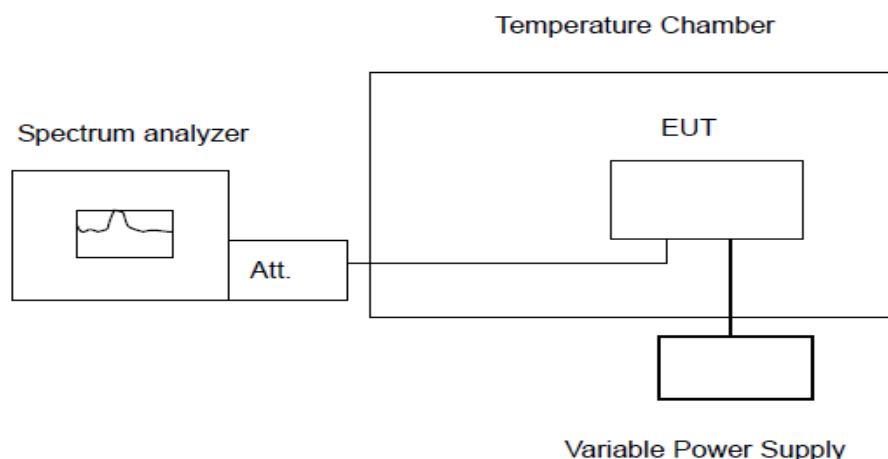 Temperature Chamber
Spectrum analyzer
EUT
Att.
Variable Power Supply